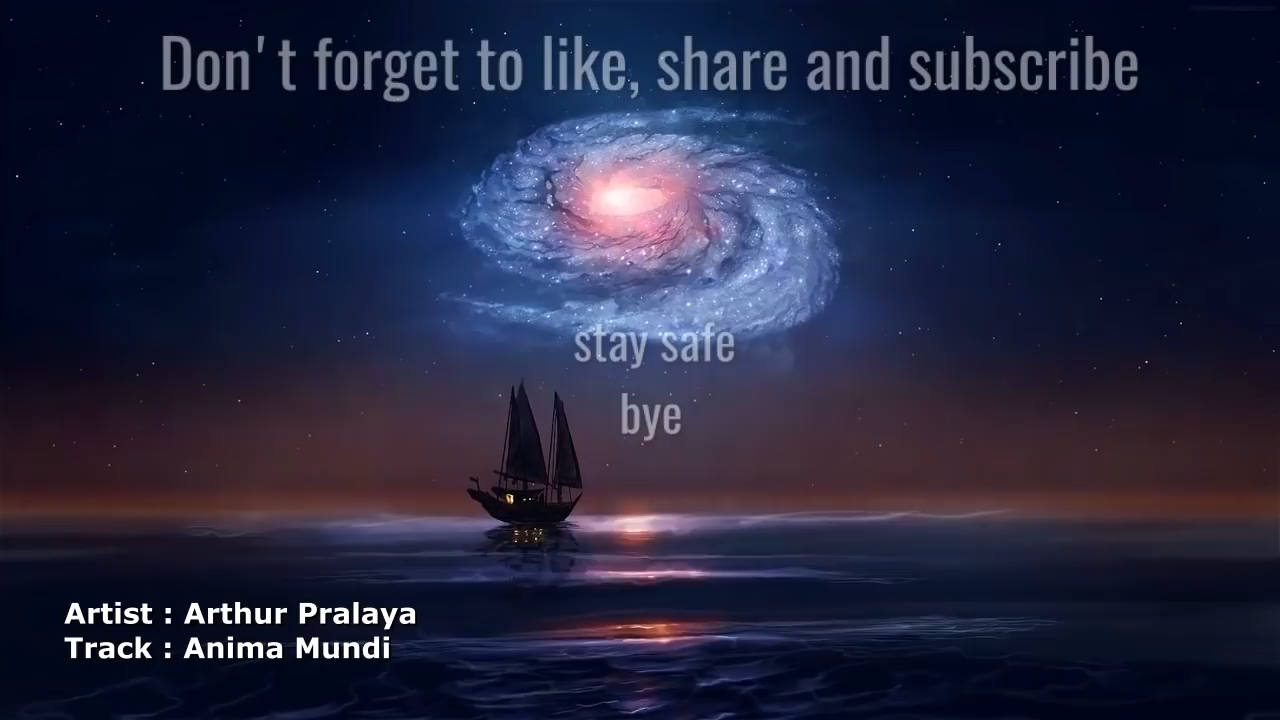 Don't forget to like, share and subscribe
stay safe
bye
Artist : Arthur Pralaya
Track : Anima Mundi